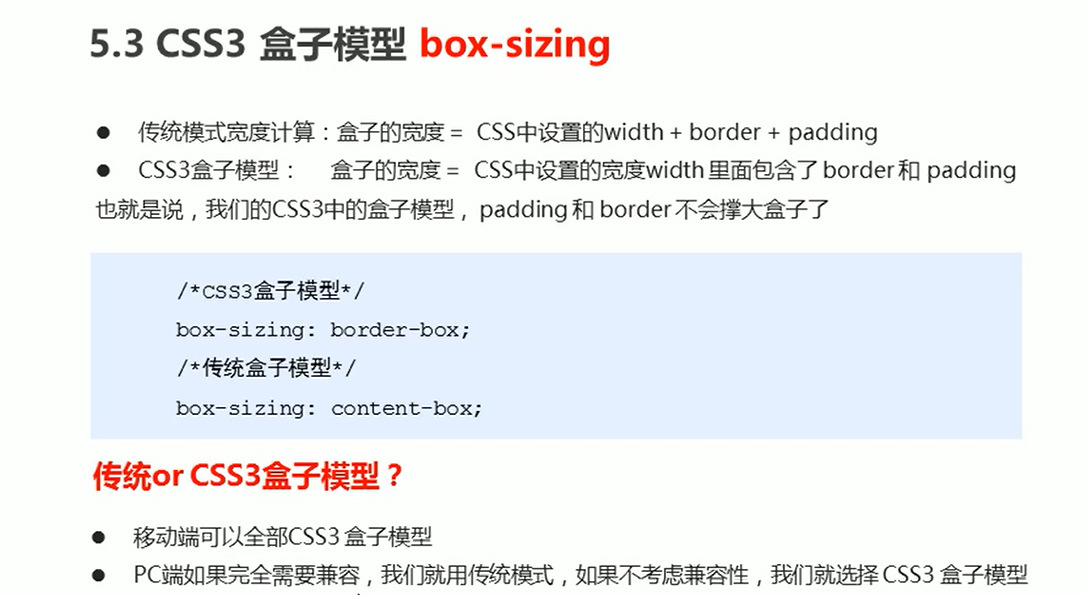 5.3 CSS3 盒子模型 box-sizing
● 传统模式宽度计算：盒子的宽度 = CSS中设置的width + border + padding
● CSS3盒子模型： 盒子的宽度 = CSS中设置的宽度width 里面包含了 border 和 padding
也就是说，我们的CSS3中的盒子模型， padding 和 border 不会撑大盒子了
/*CSS3盒子模型*/
box-sizing: border-box;
/*传统盒子模型*/
box-sizing: content-box;
传统or CSS3盒子模型？
● 移动端可以全部CSS3 盒子模型
● PC端如果完全需要兼容，我们就用传统模式，如果不考虑兼容性，我们就选择 CSS3 盒子模型